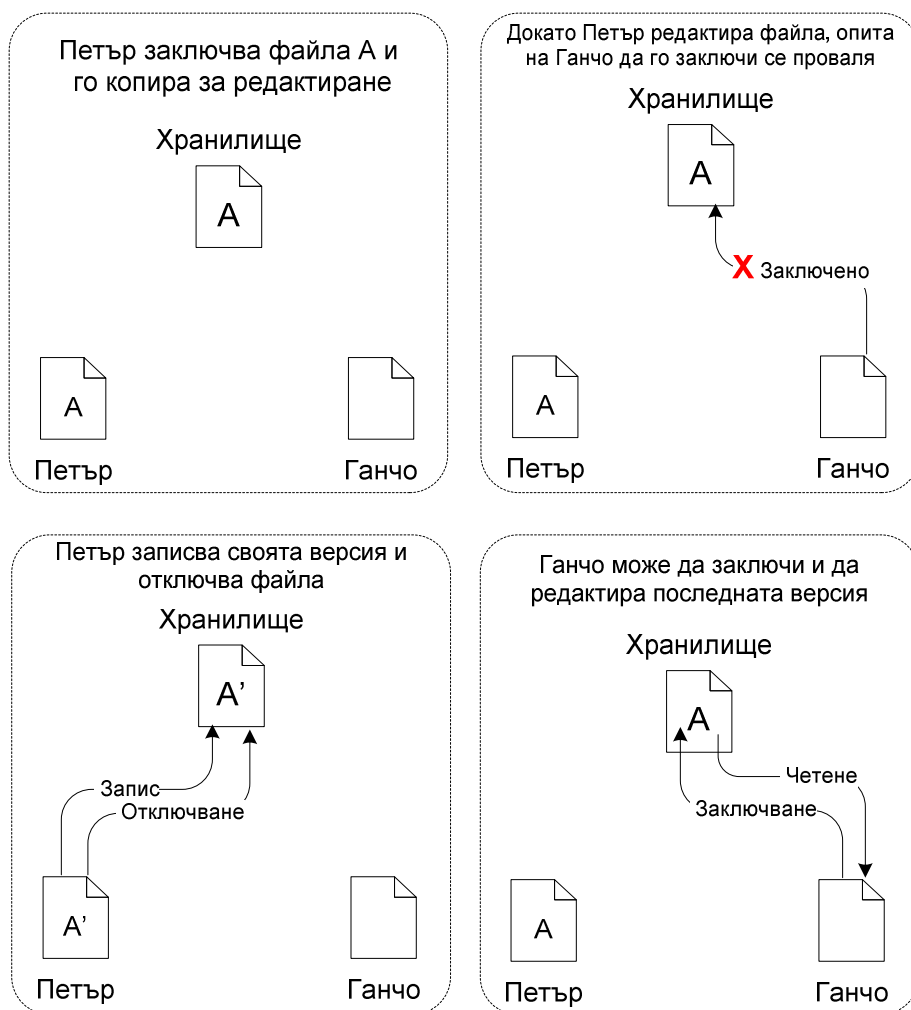 Петър заключва файла А и
го копира за редактиране
Хранилище
А
А
Петър
Ганчо
Докато Петър редактира файла, опита
на Ганчо да го заключи се проваля
Хранилище
А
X Заключено
А
Петър
Ганчо
Петър записва своята версия и
отключва файла
Хранилище
А’
Запис
Отключване
А’
Петър
Ганчо
Ганчо може да заключи и да
редактира последната версия
Хранилище
А
Четене
Заключване
А
Петър
Ганчо